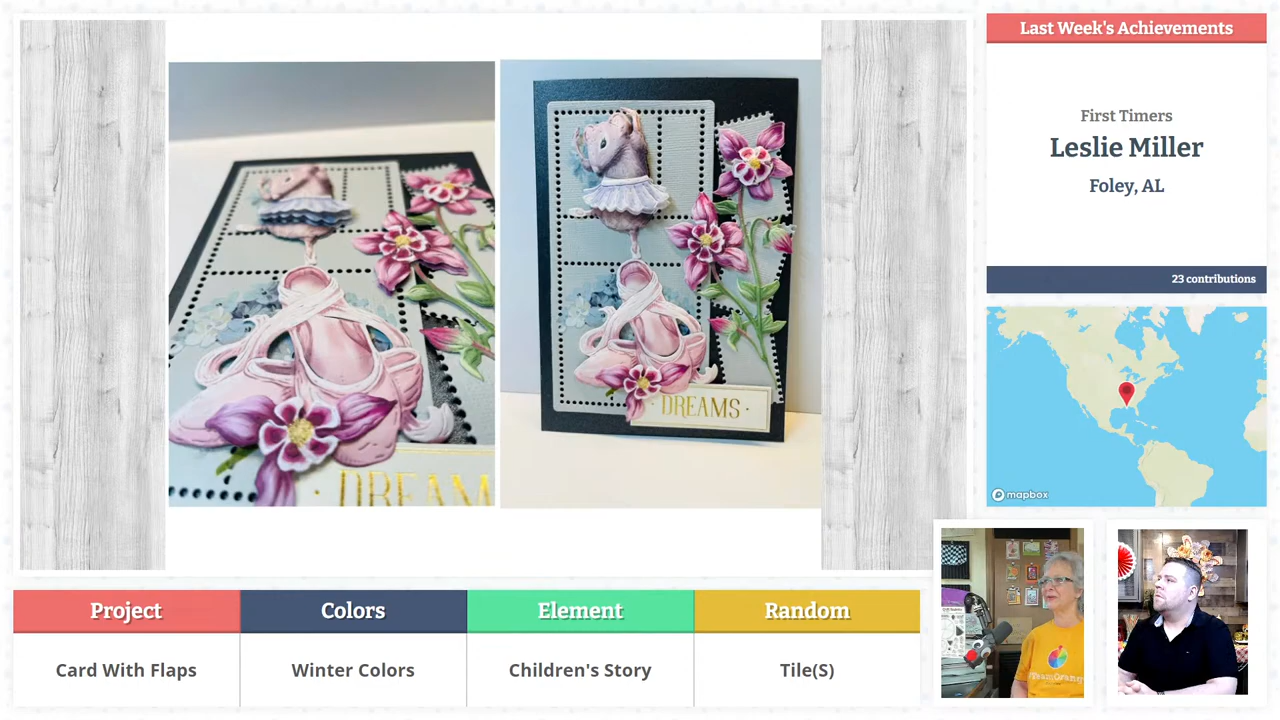 Last Week's Achievements
First Timers
Leslie Miller
Foley, AL
23 contributions
mapbox
DREAM
· DREAMS ·
Project
Colors
Element
Random
Card With Flaps
Winter Colors
Children's Story
Tile(S)